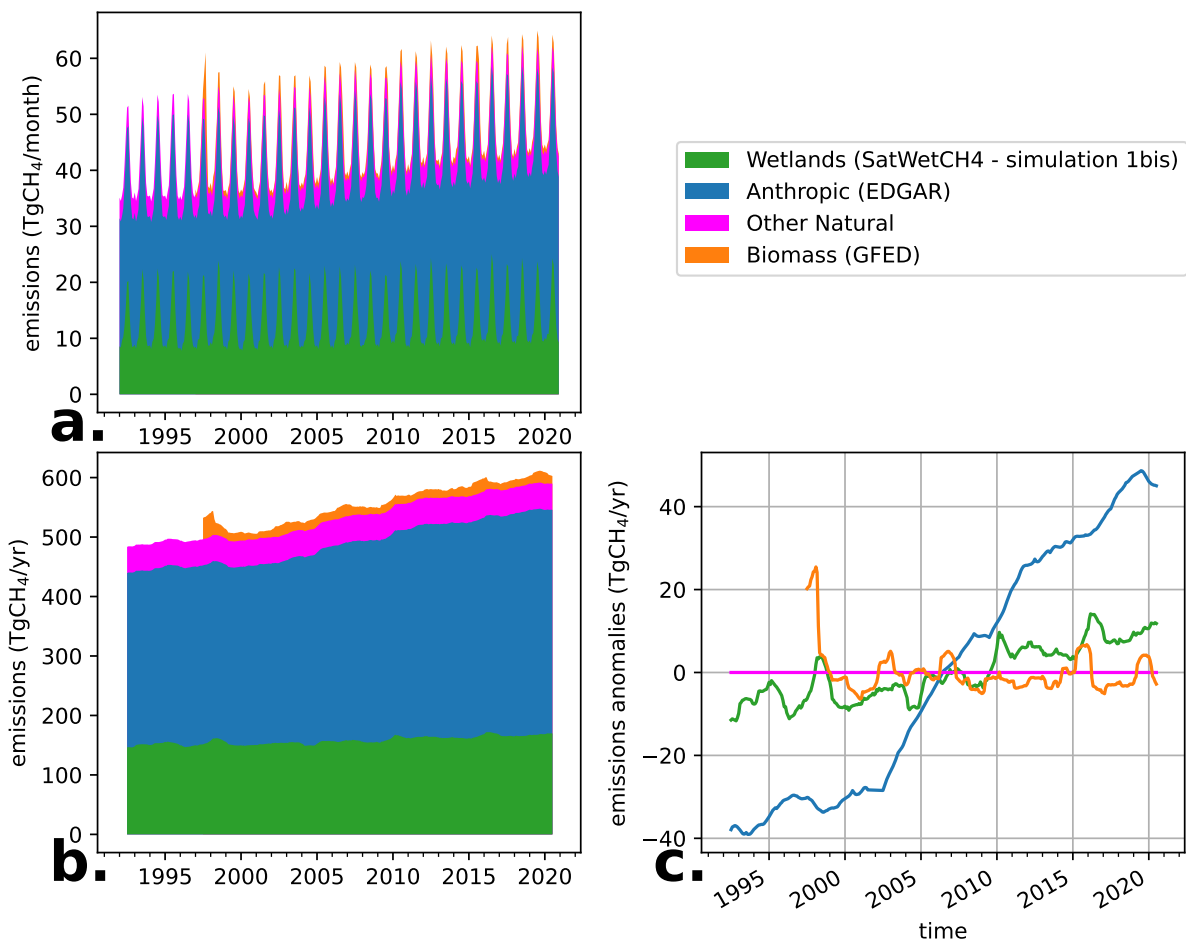 60
50
40
30
20
10
0
emissions (TgCH₄/month)
1995 2000 2005 2010 2015 2020
a.
Wetlands (SatWetCH4 - simulation 1bis)
Anthropic (EDGAR)
Other Natural
Biomass (GFED)
600
500
400
300
200
100
0
emissions (TgCH₄/yr)
1995 2000 2005 2010 2015 2020
b.
40
20
0
−20
−40
emissions anomalies (TgCH₄/yr)
1995 2000 2005 2010 2015 2020
c.
time